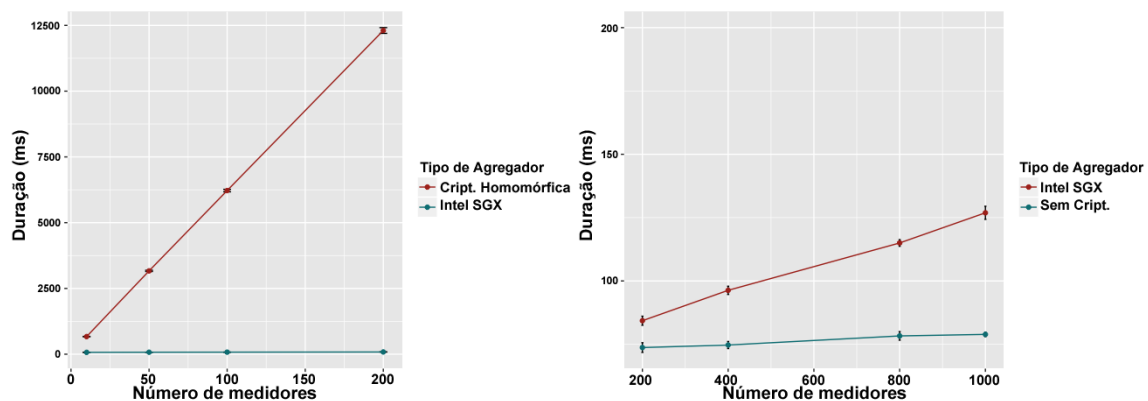 12500
10000
7500
5000
2500
0
0
50
100
150
200
Duração (ms)
Número de medidores
Tipo de Agregador
Cript. Homomórfica
Intel SGX
200
150
100
200
400
600
800
1000
Duração (ms)
Número de medidores
Tipo de Agregador
Intel SGX
Sem Cript.